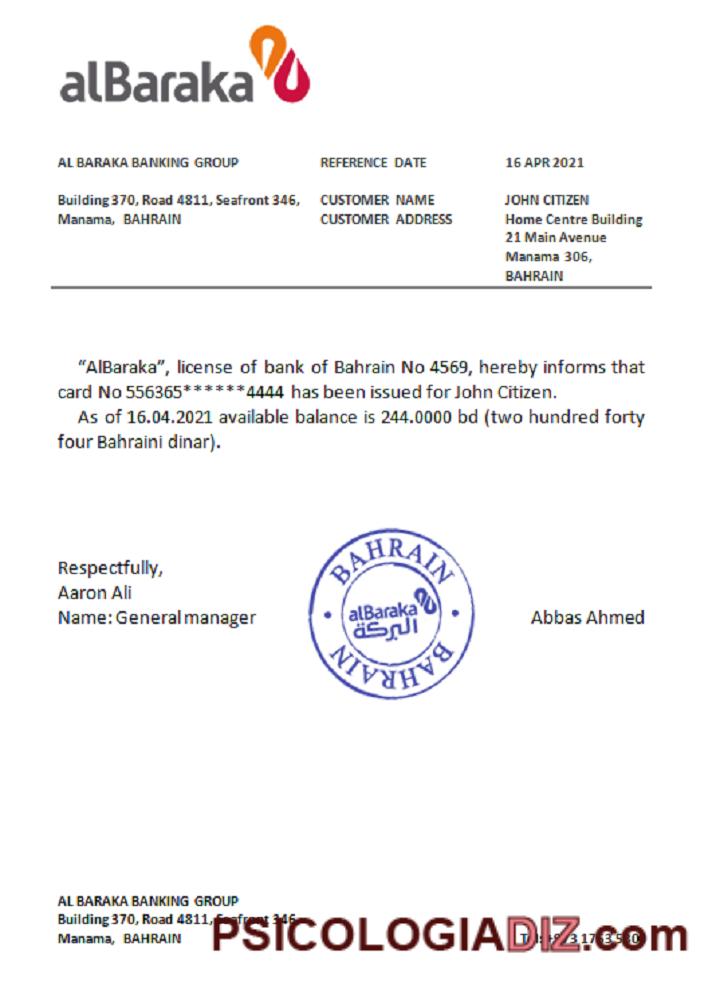 alBaraka
AL BARAKA BANKING GROUP REFERENCE DATE 16 APR 2021
Building 370, Road 4811, Seafront 346, CUSTOMER NAME JOHN CITIZEN
Manama, BAHRAIN CUSTOMER ADDRESS Home Centre Building
21 Main Avenue
Manama 306,
BAHRAIN
“AlBaraka”, license of bank of Bahrain No 4569, hereby informs that
card No 556365******4444 has been issued for John Citizen.
As of 16.04.2021 available balance is 244.0000 bd (two hundred forty
four Bahraini dinar).
Respectfully,
Aaron Ali
Name: General manager
BAHRAIN
alBaraka
البركة
BAHRAIN
Abbas Ahmed
AL BARAKA BANKING GROUP
Building 370, Road 4811, Seafront 346
Manama, BAHRAIN
PSICOLOGIADIZ.com